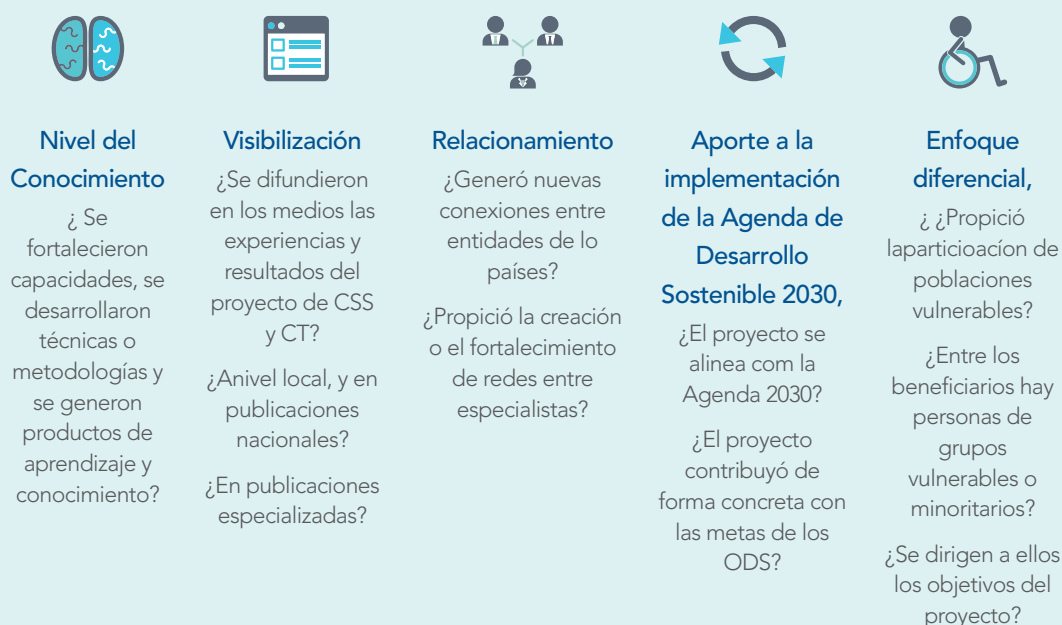 Nivel del
Conocimiento
¿ Se
fortalecieron
capacidades, se
desarrollaron
técnicas o
metodologías y
se generon
productos de
aprendizaje y
conocimiento?
Visibilización
¿Se difundieron
en los medios las
experiencias y
resultados del
proyecto de CSS
y CT?
¿Anivel local, y en
publicaciones
nacionales?
¿En publicaciones
especializadas?
Relacionamiento
¿Generó nuevas
conexiones entre
entidades de lo
países?
¿Propició la creación
o el fortalecimiento
de redes entre
especialistas?
Aporte a la
implementación
de la Agenda de
Desarrollo
Sostenible 2030,
¿El proyecto se
alinea com la
Agenda 2030?
¿El proyecto
contribuyó de
forma concreta con
las metas de los
ODS?
Enfoque
diferencial,
¿ ¿Propició
laparticioacíon de
poblaciones
vulnerables?
¿Entre los
beneficiarios hay
personas de
grupos
vulnerables o
minoritarios?
¿Se dirigen a ellos
los objetivos del
proyecto?